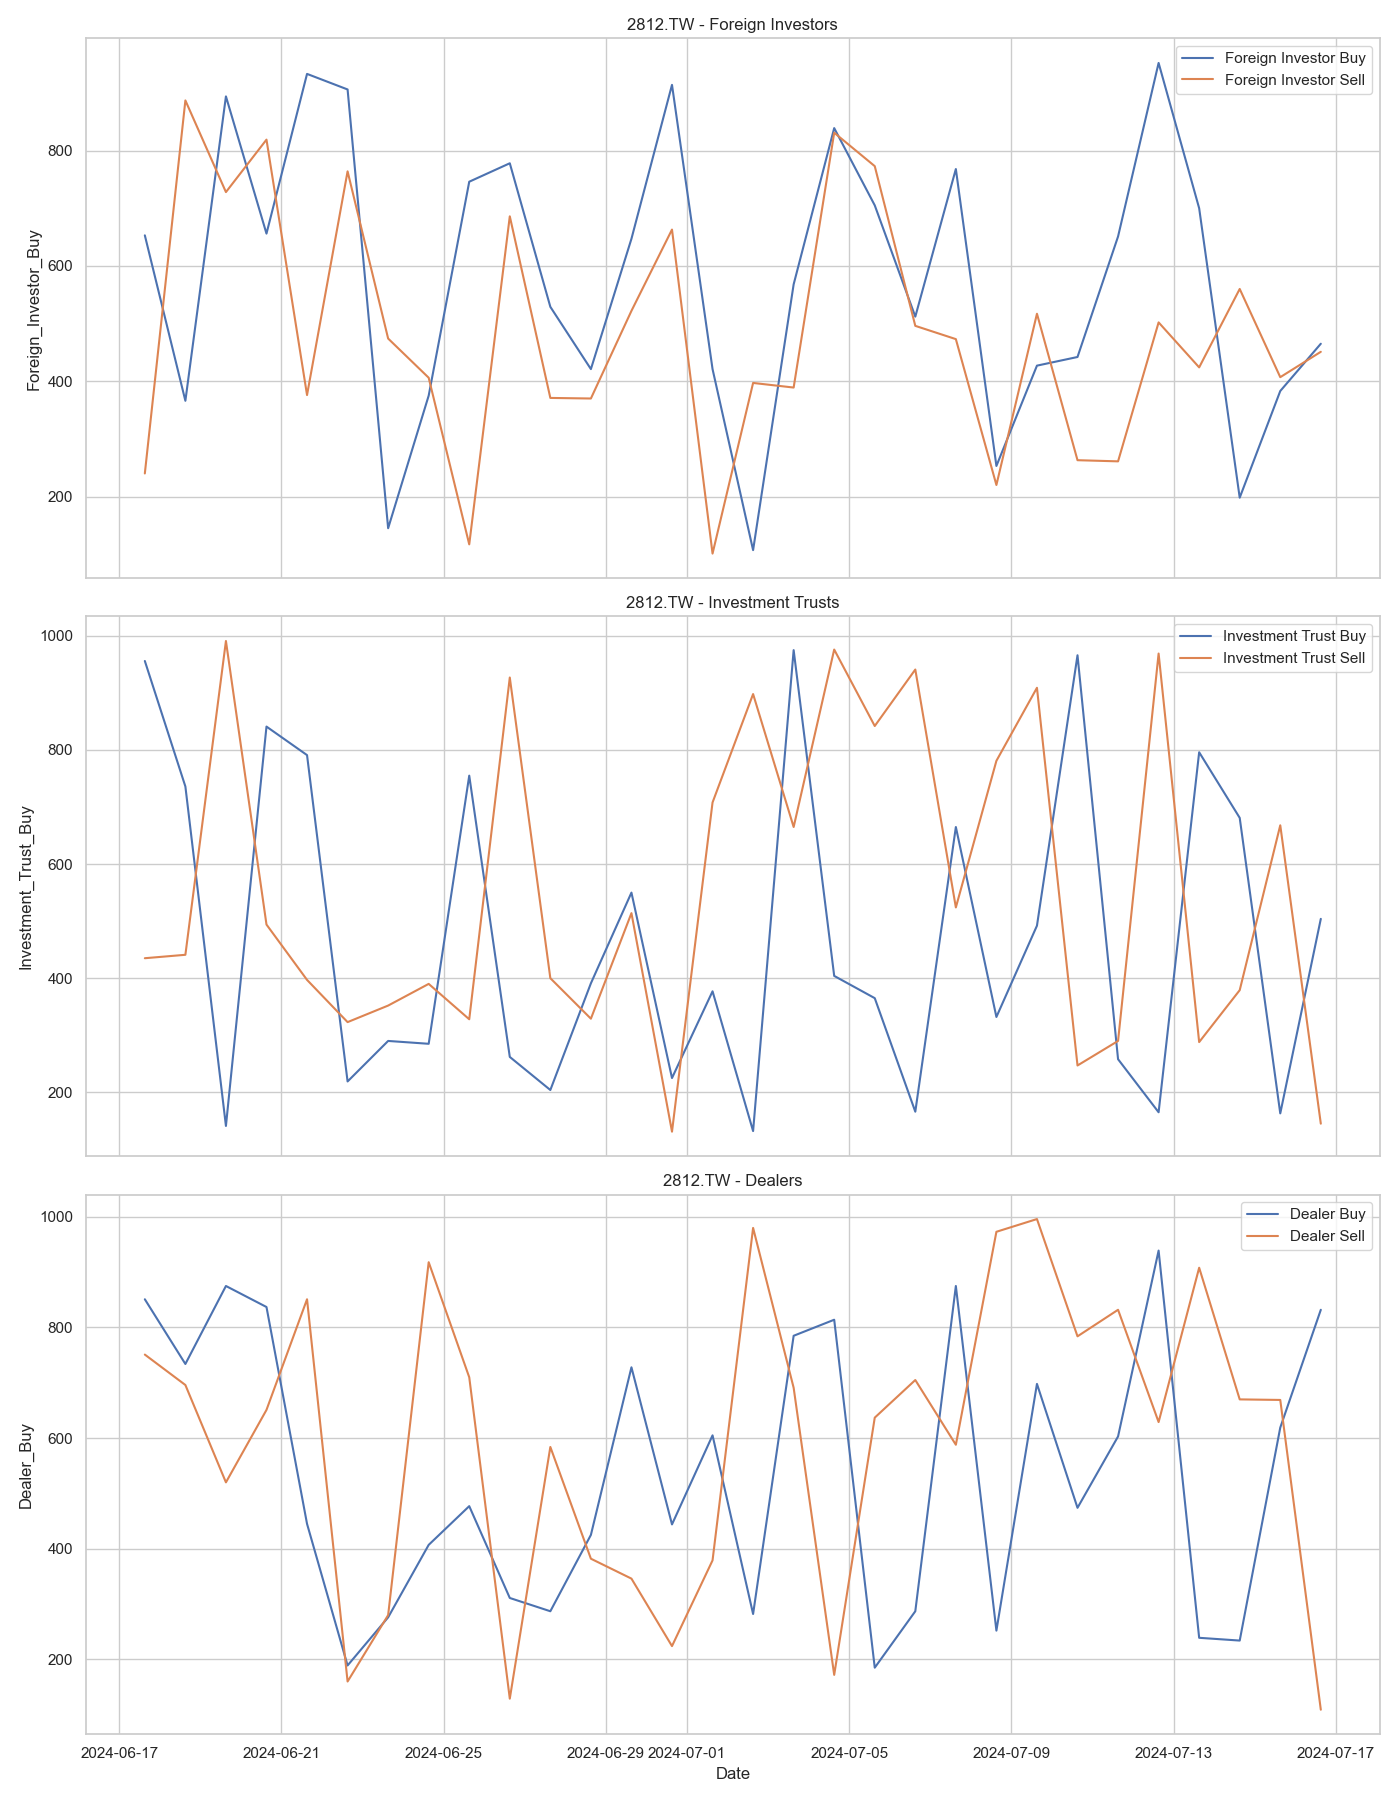 2812.TW - Foreign Investors
Foreign Investor Buy
Foreign Investor Sell
Foreign_Investor_Buy
800
600
400
200
2812.TW - Investment Trusts
Investment Trust Buy
Investment Trust Sell
Investment_Trust_Buy
1000
800
600
400
200
2812.TW - Dealers
Dealer Buy
Dealer Sell
Dealer_Buy
1000
800
600
400
200
2024-06-17 2024-06-21 2024-06-25 2024-06-29 2024-07-01 2024-07-05 2024-07-09 2024-07-13 2024-07-17
Date